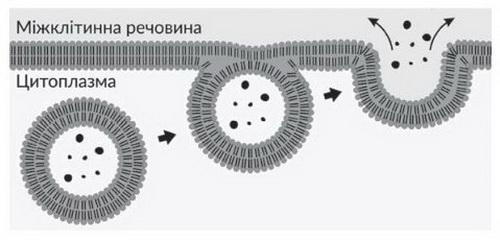 Міжклітинна речовина
Цитоплазма